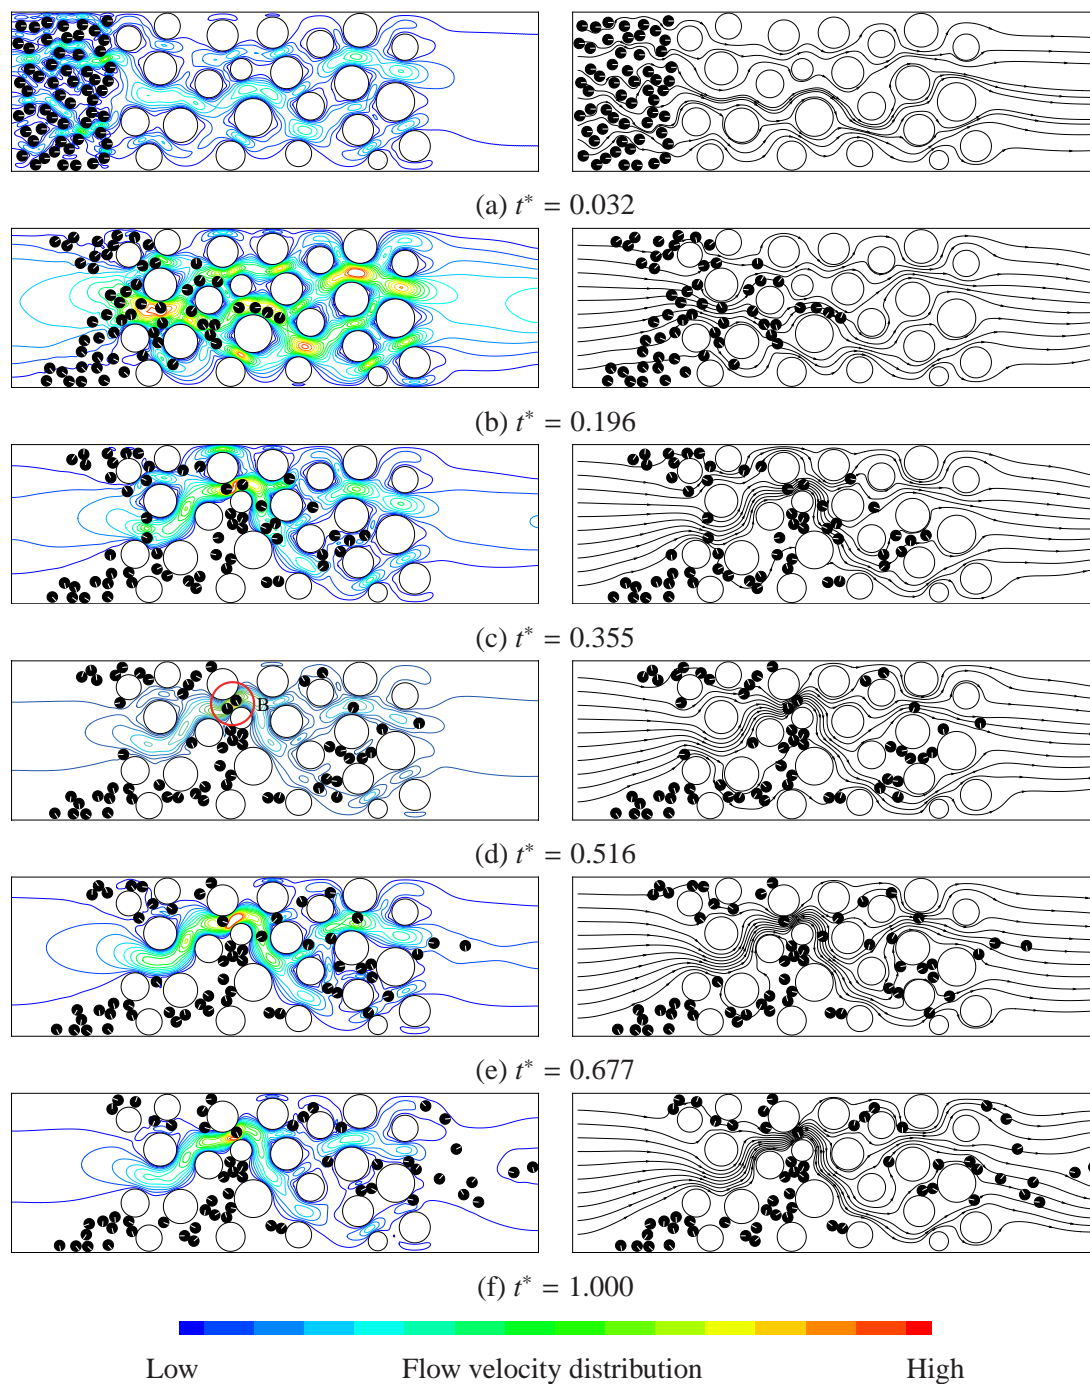 (a) t* = 0.032
(b) t* = 0.196
(c) t* = 0.355
B
(d) t* = 0.516
(e) t* = 0.677
(f) t* = 1.000
Low Flow velocity distribution High